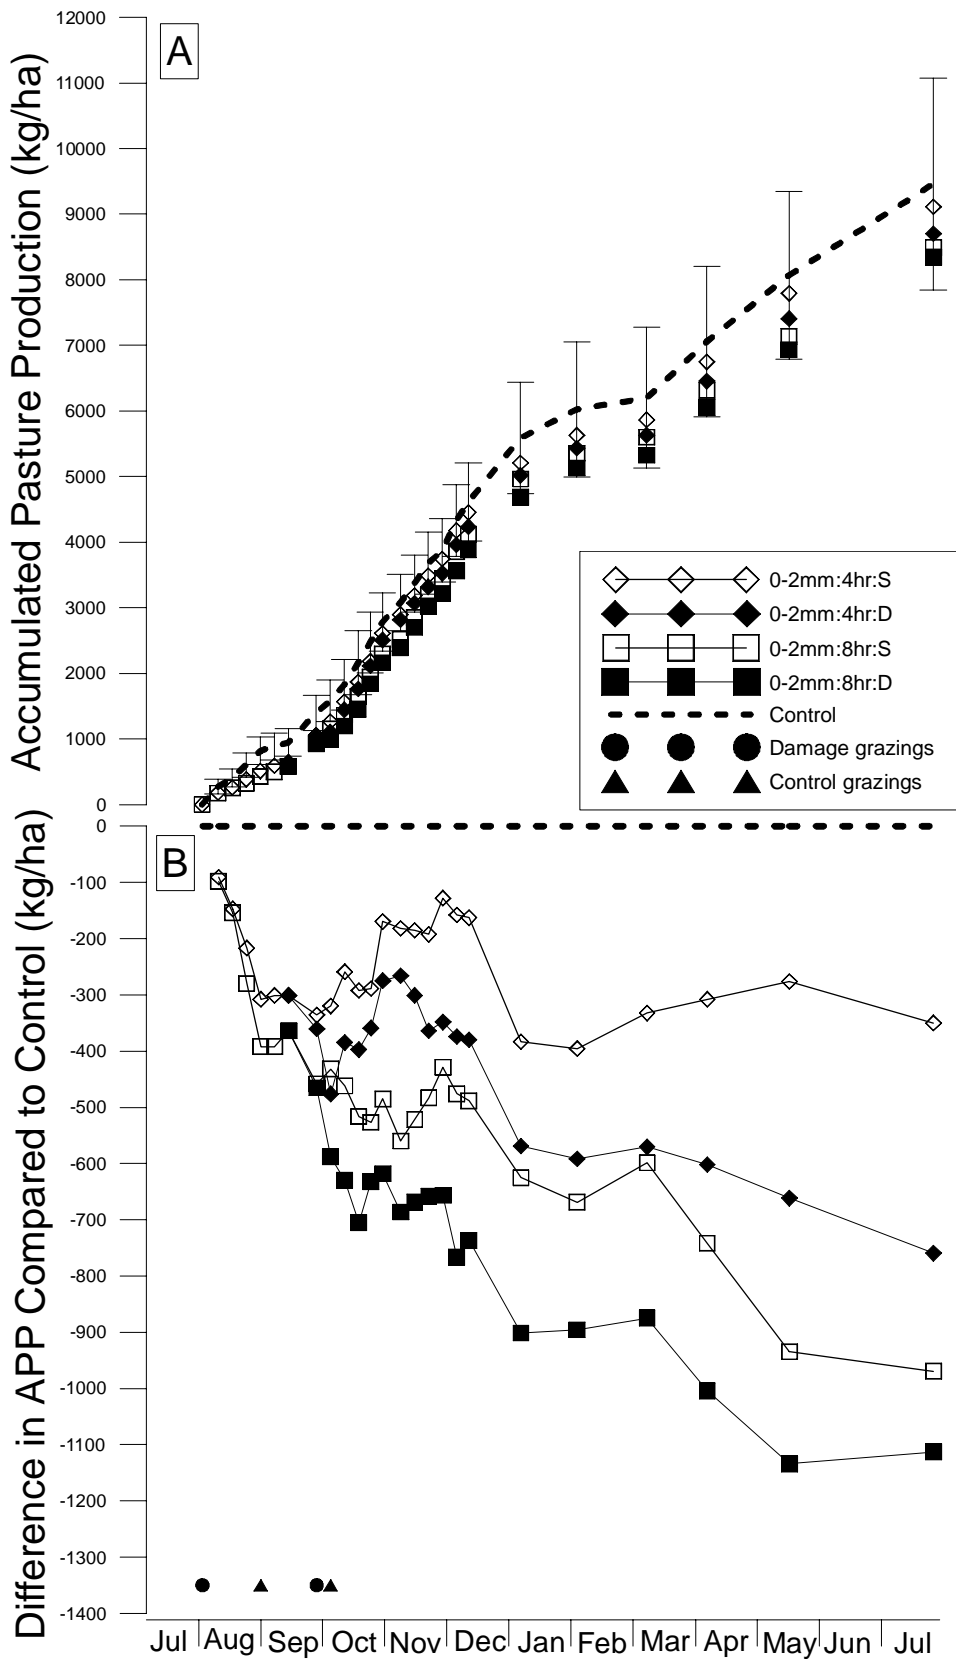 Accumulated Pasture Production (kg/ha)
12000
11000
10000
9000
8000
7000
6000
5000
4000
3000
2000
1000
0
A
0-2mm:4hr:S
0-2mm:4hr:D
0-2mm:8hr:S
0-2mm:8hr:D
Control
Damage grazings
Control grazings
Difference in APP Compared to Control (kg/ha)
0
-100
-200
-300
-400
-500
-600
-700
-800
-900
-1000
-1100
-1200
-1300
-1400
B
Jul Aug Sep Oct Nov Dec Jan Feb Mar Apr May Jun Jul